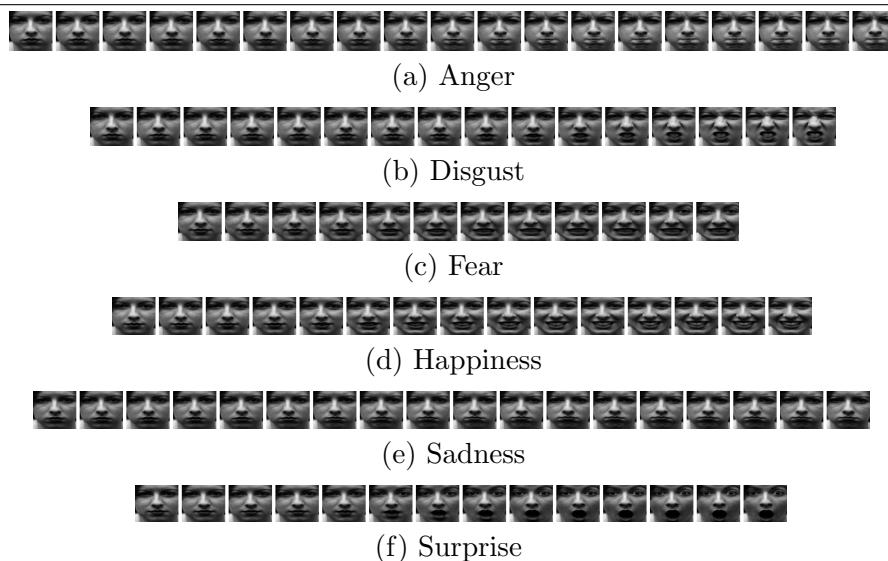 (a) Anger
(b) Disgust
(c) Fear
(d) Happiness
(e) Sadness
(f) Surprise